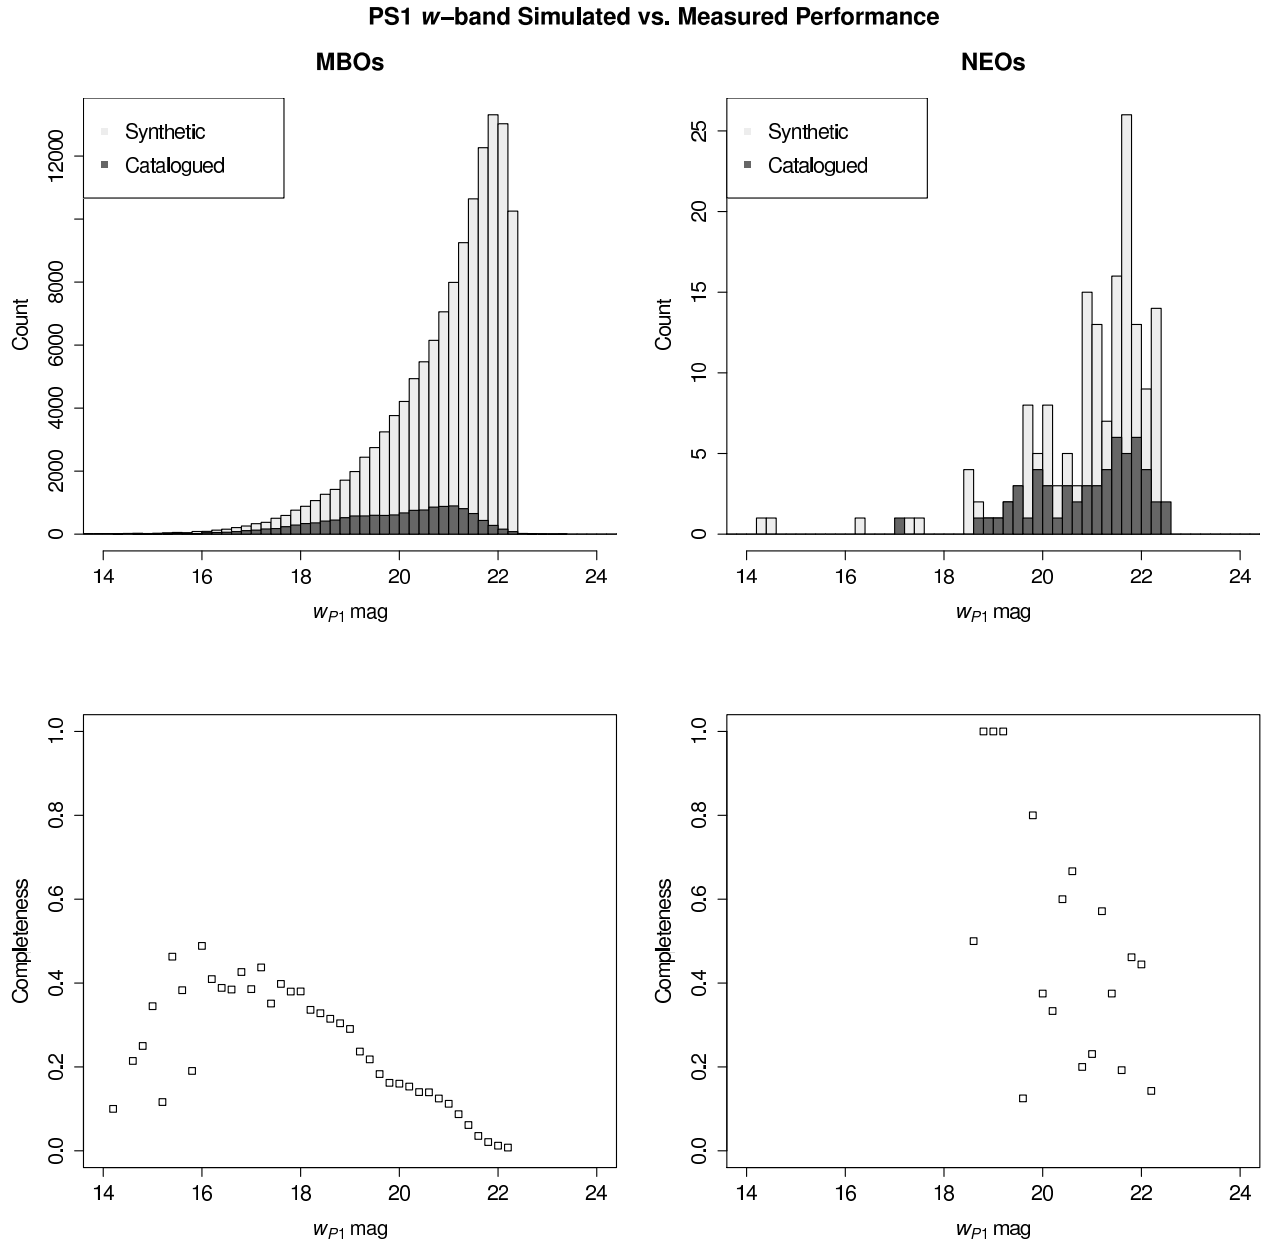 PS1 w−band Simulated vs. Measured Performance
MBOs
Synthetic
Catalogued
Count
0
2000
4000
6000
8000
12000
14 16 18 20 22 24
wP1 mag
NEOs
Synthetic
Catalogued
Count
0
5
10
15
20
25
14 16 18 20 22 24
wP1 mag
Completeness
0.0
0.2
0.4
0.6
0.8
1.0
14 16 18 20 22 24
wP1 mag
Completeness
0.0
0.2
0.4
0.6
0.8
1.0
14 16 18 20 22 24
wP1 mag